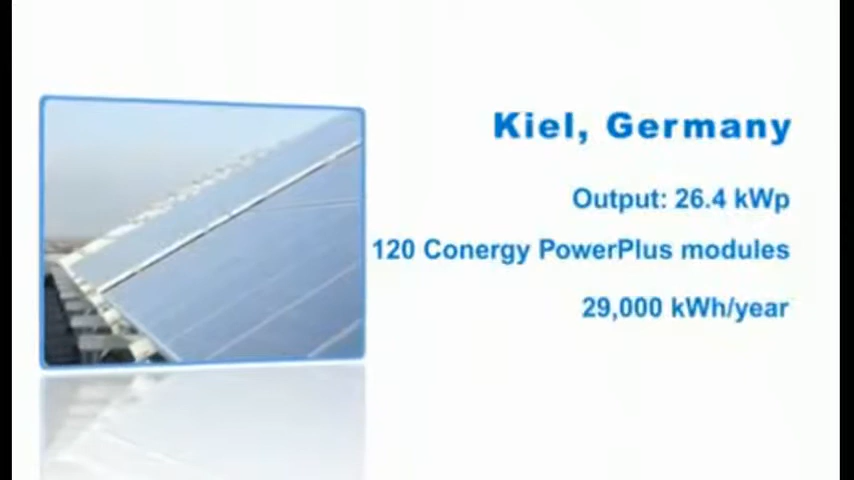 Kiel, Germany
Output: 26.4 kWp
120 Conergy PowerPlus modules
29,000 kWh/year